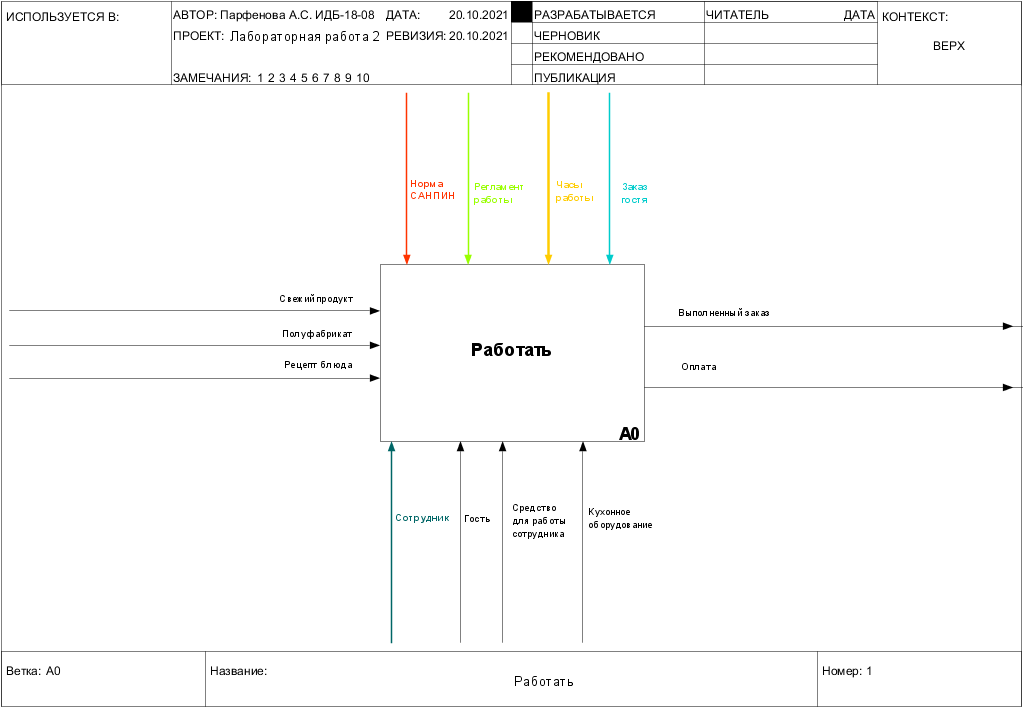 ИСПОЛЬЗУЕТСЯ В:
АВТОР: Парфенова А.С. ИДБ-18-08
ДАТА: 20.10.2021
ПРОЕКТ: Лабораторная работа 2
РЕВИЗИЯ: 20.10.2021
ЗАМЕЧАНИЯ: 1 2 3 4 5 6 7 8 9 10
РАЗРАБАТЫВАЕТСЯ
ЧЕРНОВИК
РЕКОМЕНДОВАНО
ПУБЛИКАЦИЯ
ЧИТАТЕЛЬ ДАТА
КОНТЕКСТ:
ВЕРХ
Норма
САНПИН
Регламент
работы
Часы
работы
Заказ
гостя
Свежий продукт
Полуфабрикат
Рецепт блюда
Работать
A0
Выполненный заказ
Оплата
Сотрудник
Гость
Средство
для работы
сотрудника
Кухонное
оборудование
Ветка: A0
Название:
Работать
Номер: 1